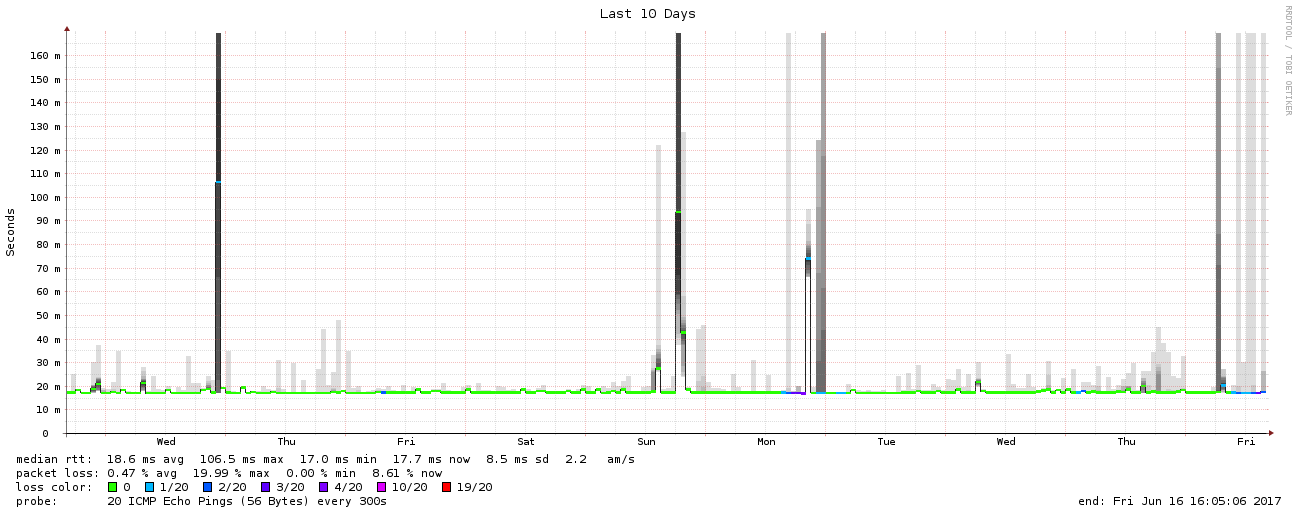 Last 10 Days
RRDTOOL / TOBI OETIKER
Seconds
160 m
150 m
140 m
130 m
120 m
110 m
100 m
90 m
80 m
70 m
60 m
50 m
40 m
30 m
20 m
10 m
0
Wed Thu Fri Sat Sun Mon Tue Wed Thu Fri
median rtt: 18.6 ms avg 106.5 ms max 17.0 ms min 17.7 ms now 8.5 ms sd 2.2 am/s
packet loss: 0.47 % avg 19.99 % max 0.00 % min 8.61 % now
loss color: 0 1/20 2/20 3/20 4/20 10/20 19/20
probe: 20 ICMP Echo Pings (56 Bytes) every 300s end: Fri Jun 16 16:05:06 2017